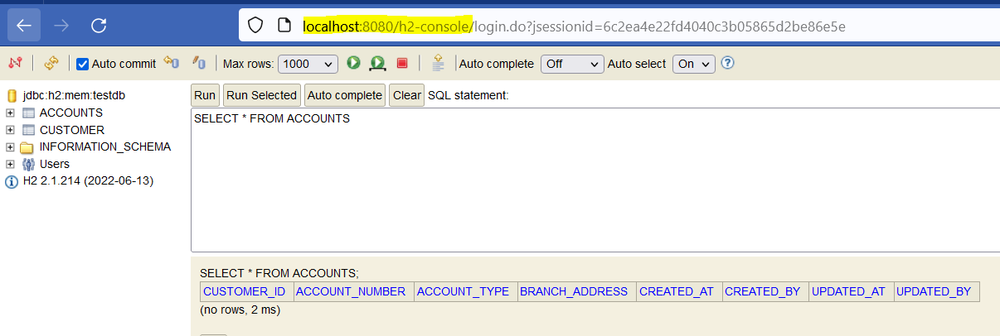 localhost:8080/h2-console/login.do?jsessionid=6c2ea4e22fd4040c3b05865d2be86e5e
Auto commit Max rows: 1000 Auto complete Off Auto select On
jdbc:h2:mem:testdb
ACCOUNTS
CUSTOMER
INFORMATION_SCHEMA
Users
H2 2.1.214 (2022-06-13)
Run Run Selected Auto complete Clear SQL statement:
SELECT * FROM ACCOUNTS
SELECT * FROM ACCOUNTS;
CUSTOMER_ID ACCOUNT_NUMBER ACCOUNT_TYPE BRANCH_ADDRESS CREATED_AT CREATED_BY UPDATED_AT UPDATED_BY
(no rows, 2 ms)